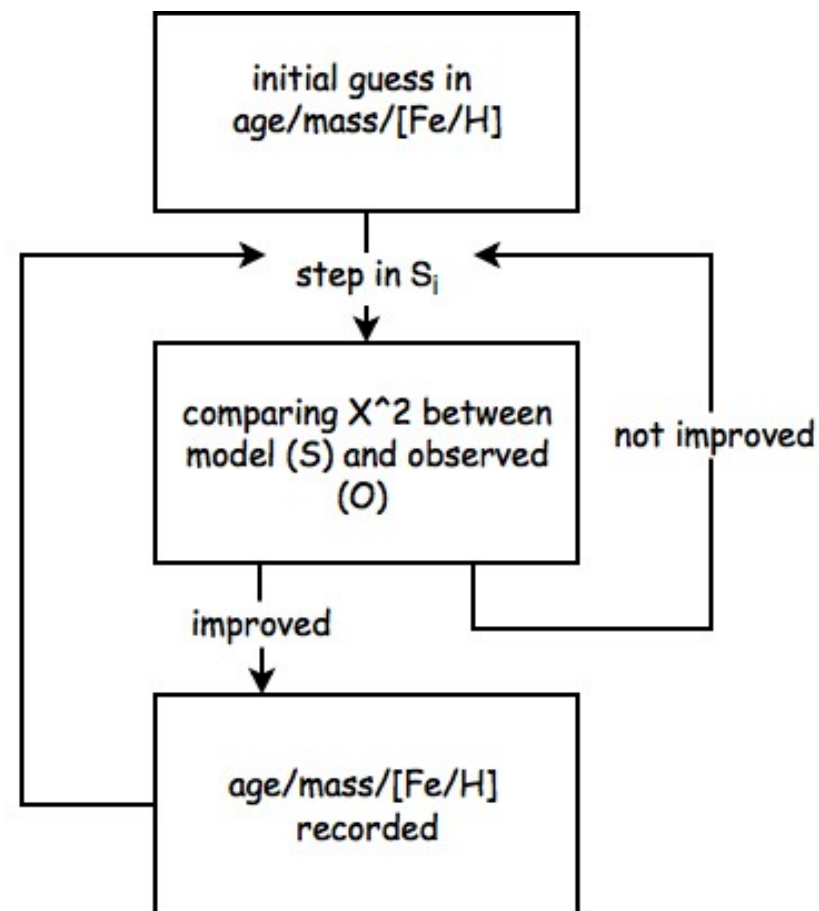 initial guess in
age/mass/[Fe/H]
step in Sᵢ
comparing X^2 between
model (S) and observed
(O)
not improved
improved
age/mass/[Fe/H]
recorded